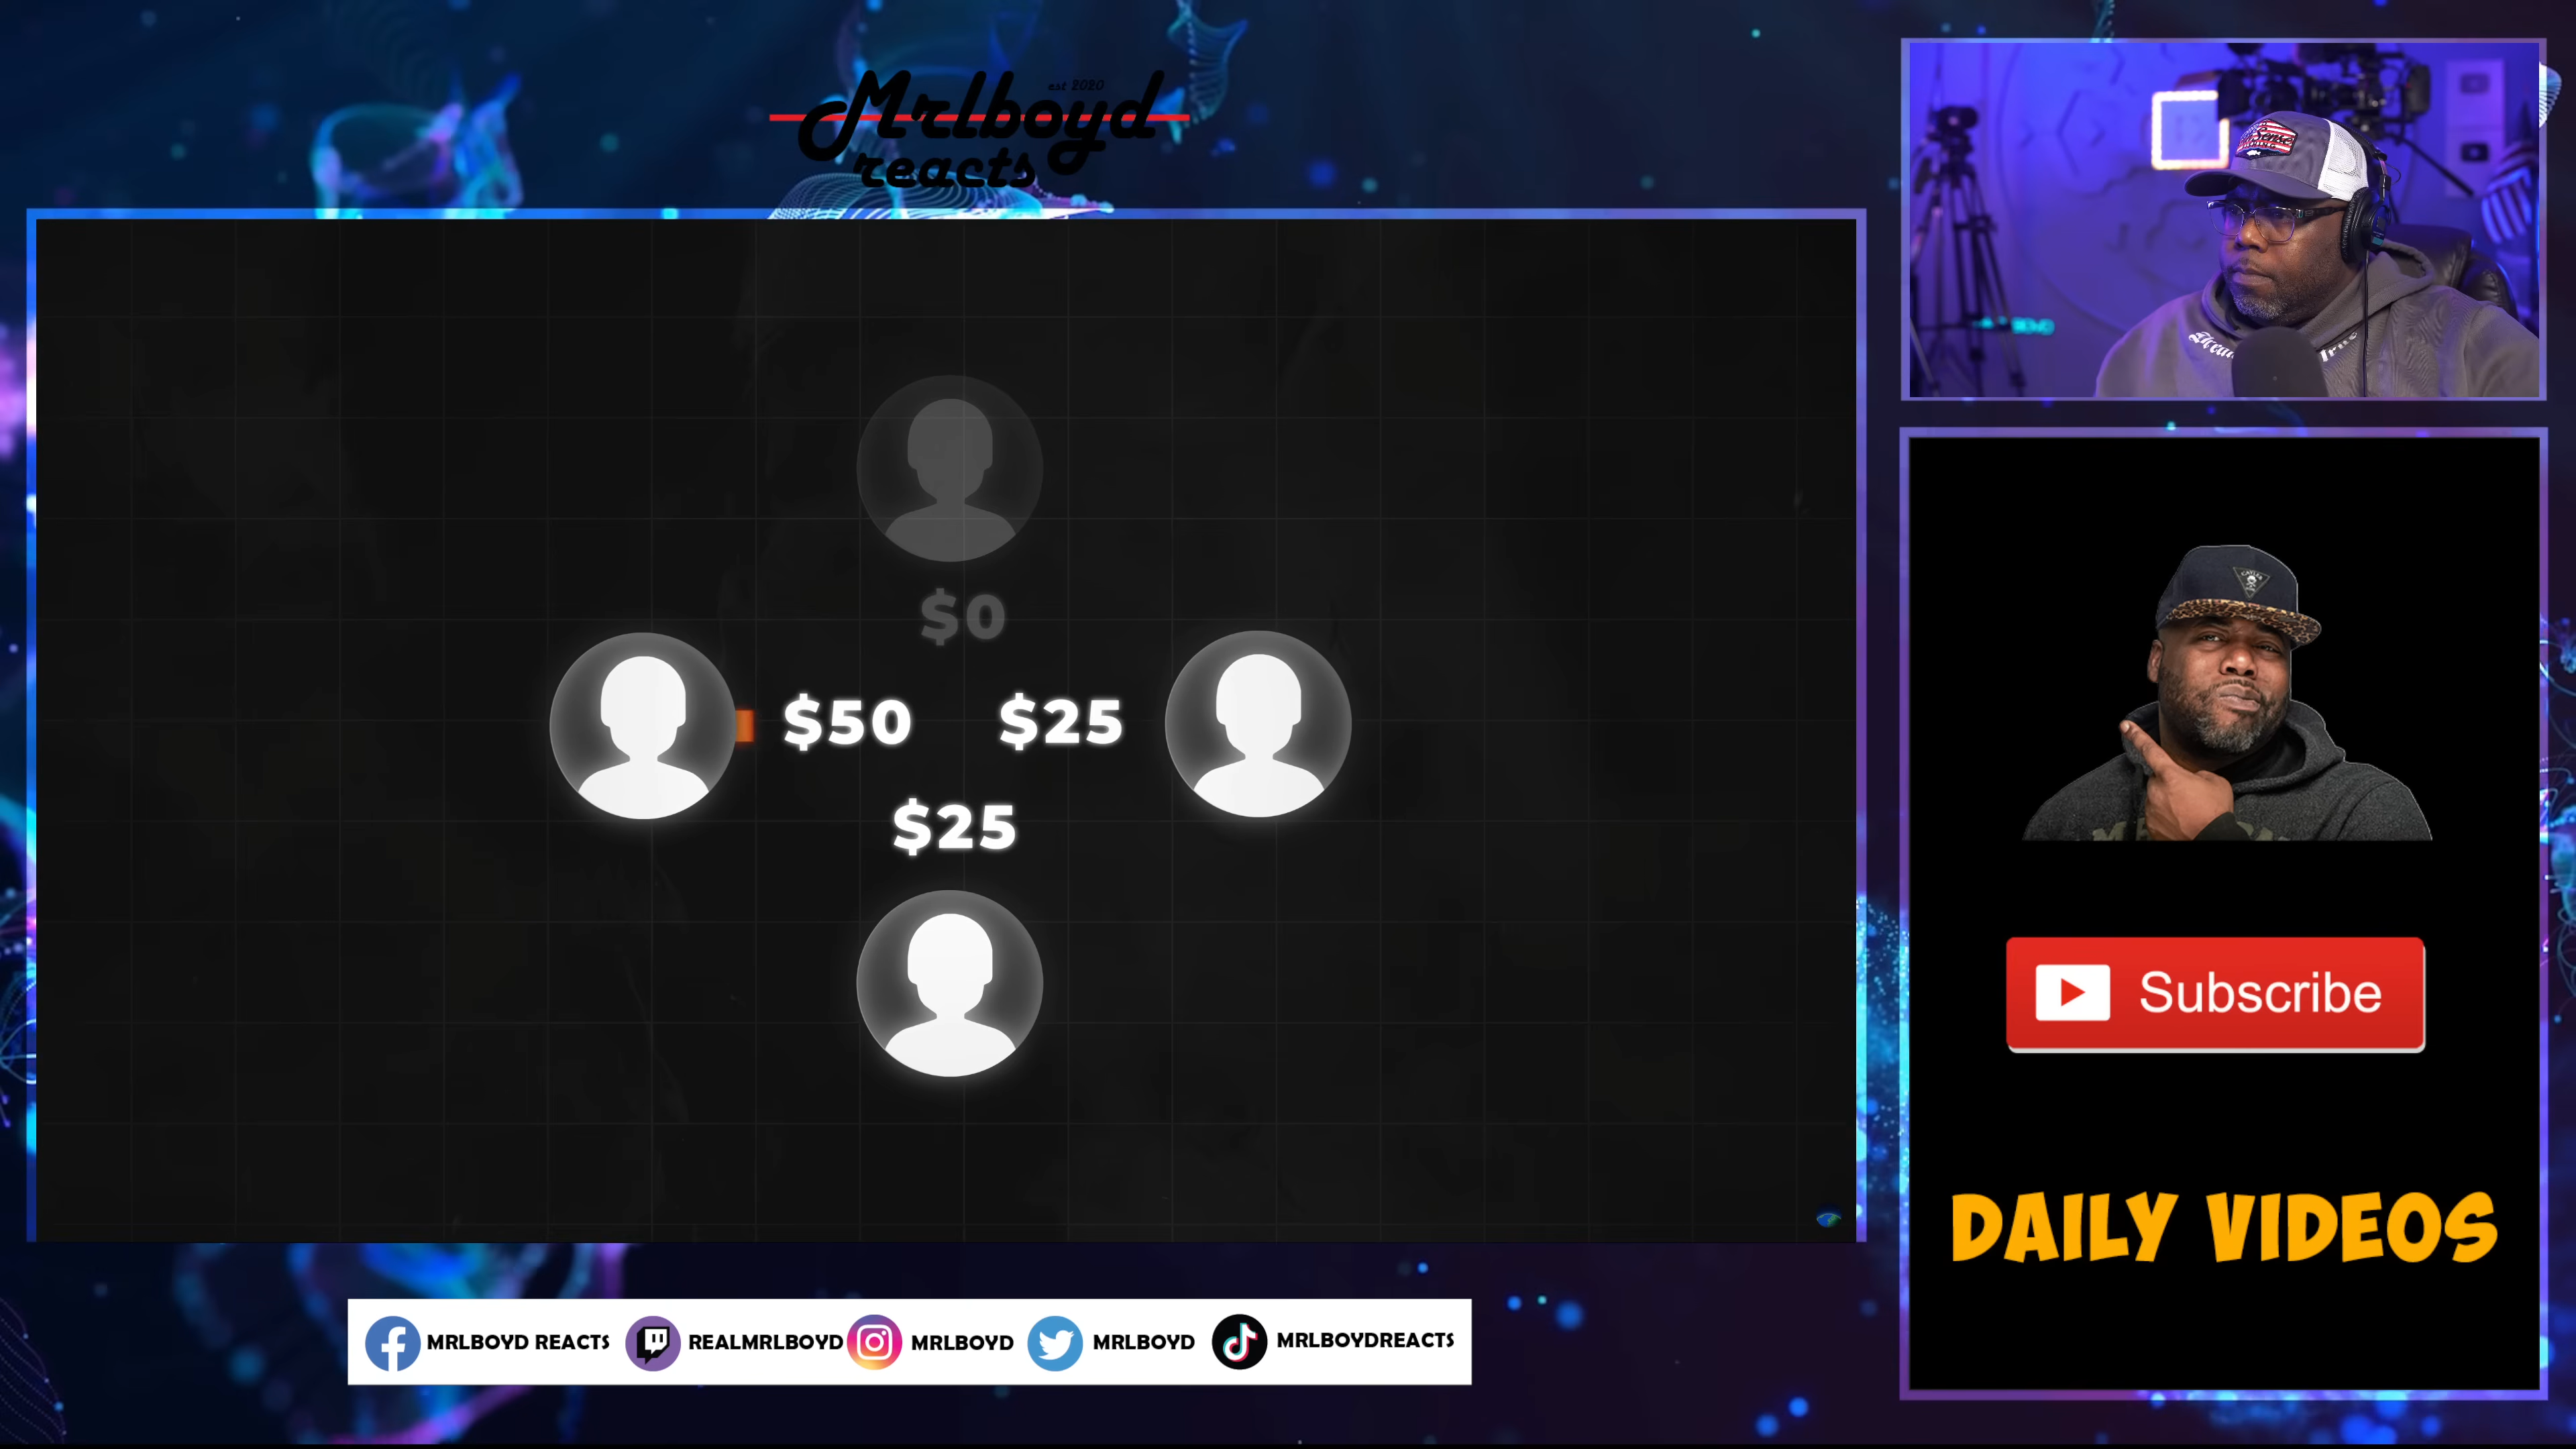 est 2020
Mrlboyd
reacts
$0
$50
$25
$25
Subscribe
DAILY VIDEOS
MRLBOYD REACTS
REALMRLBOYD
MRLBOYD
MRLBOYD
MRLBOYDREACTS